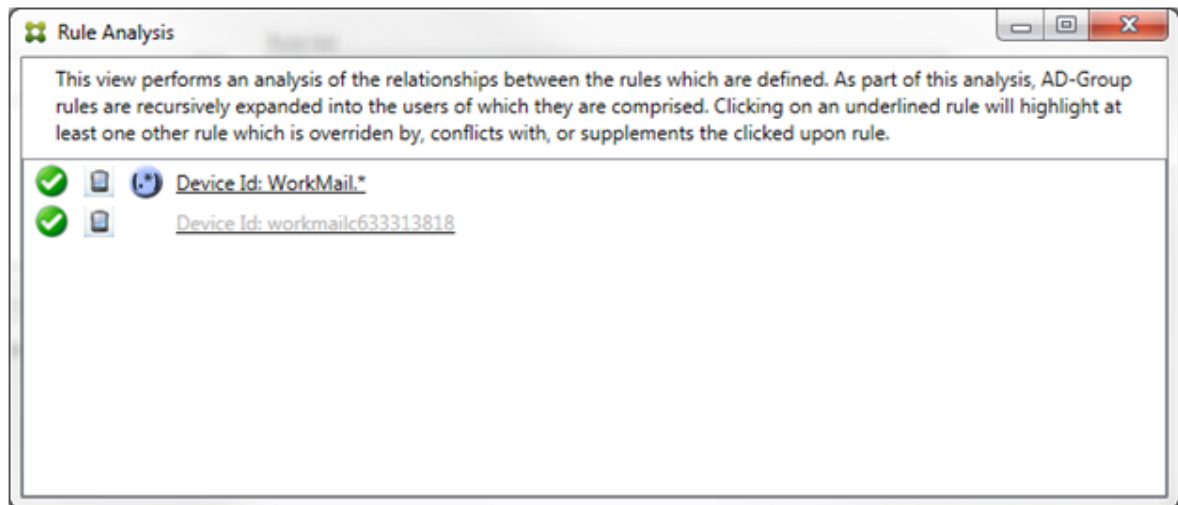 Rule Analysis
This view performs an analysis of the relationships between the rules which are defined. As part of this analysis, AD-Group
rules are recursively expanded into the users of which they are comprised. Clicking on an underlined rule will highlight at
least one other rule which is overriden by, conflicts with, or supplements the clicked upon rule.
(.*) Device Id: WorkMail.*
Device Id: workmailc633313818